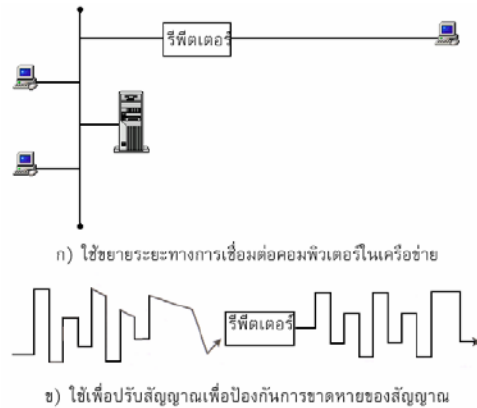 รีพีตเตอร์
ก) ใช้ขยายระยะทางการเชื่อมต่อคอมพิวเตอร์ในเครือข่าย
รีพีตเตอร์
ข) ใช้เพื่อปรับสัญญาณเพื่อป้องกันการขาดหายของสัญญาณ